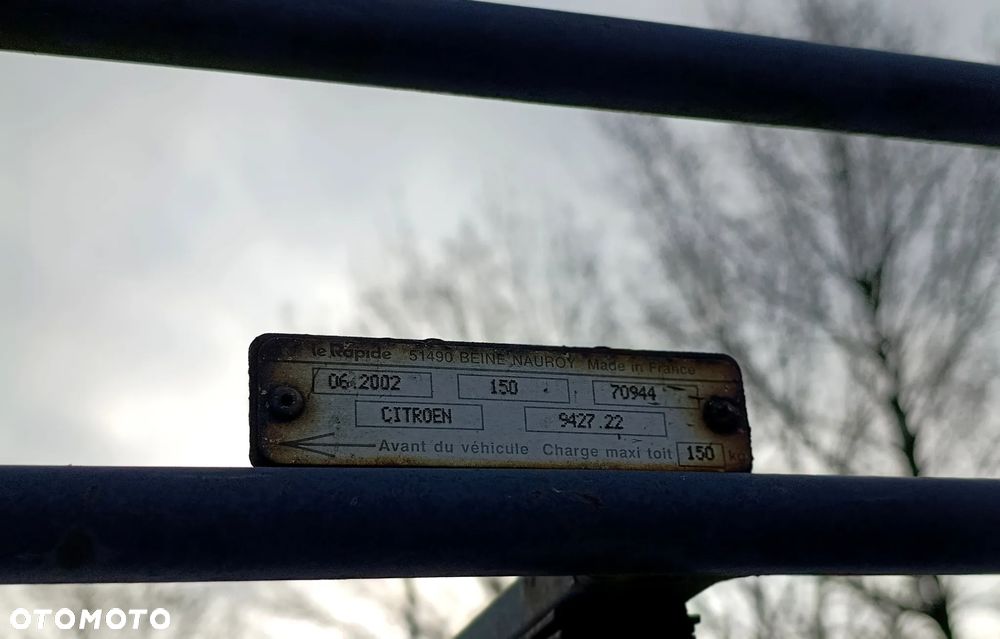 le Rapide 51490 BEINE NAUROY Made in France
06.2002 150 70944
CITROEN 9427.22
Avant du véhicule Charge maxi toit 150 kg
OTOMOTO